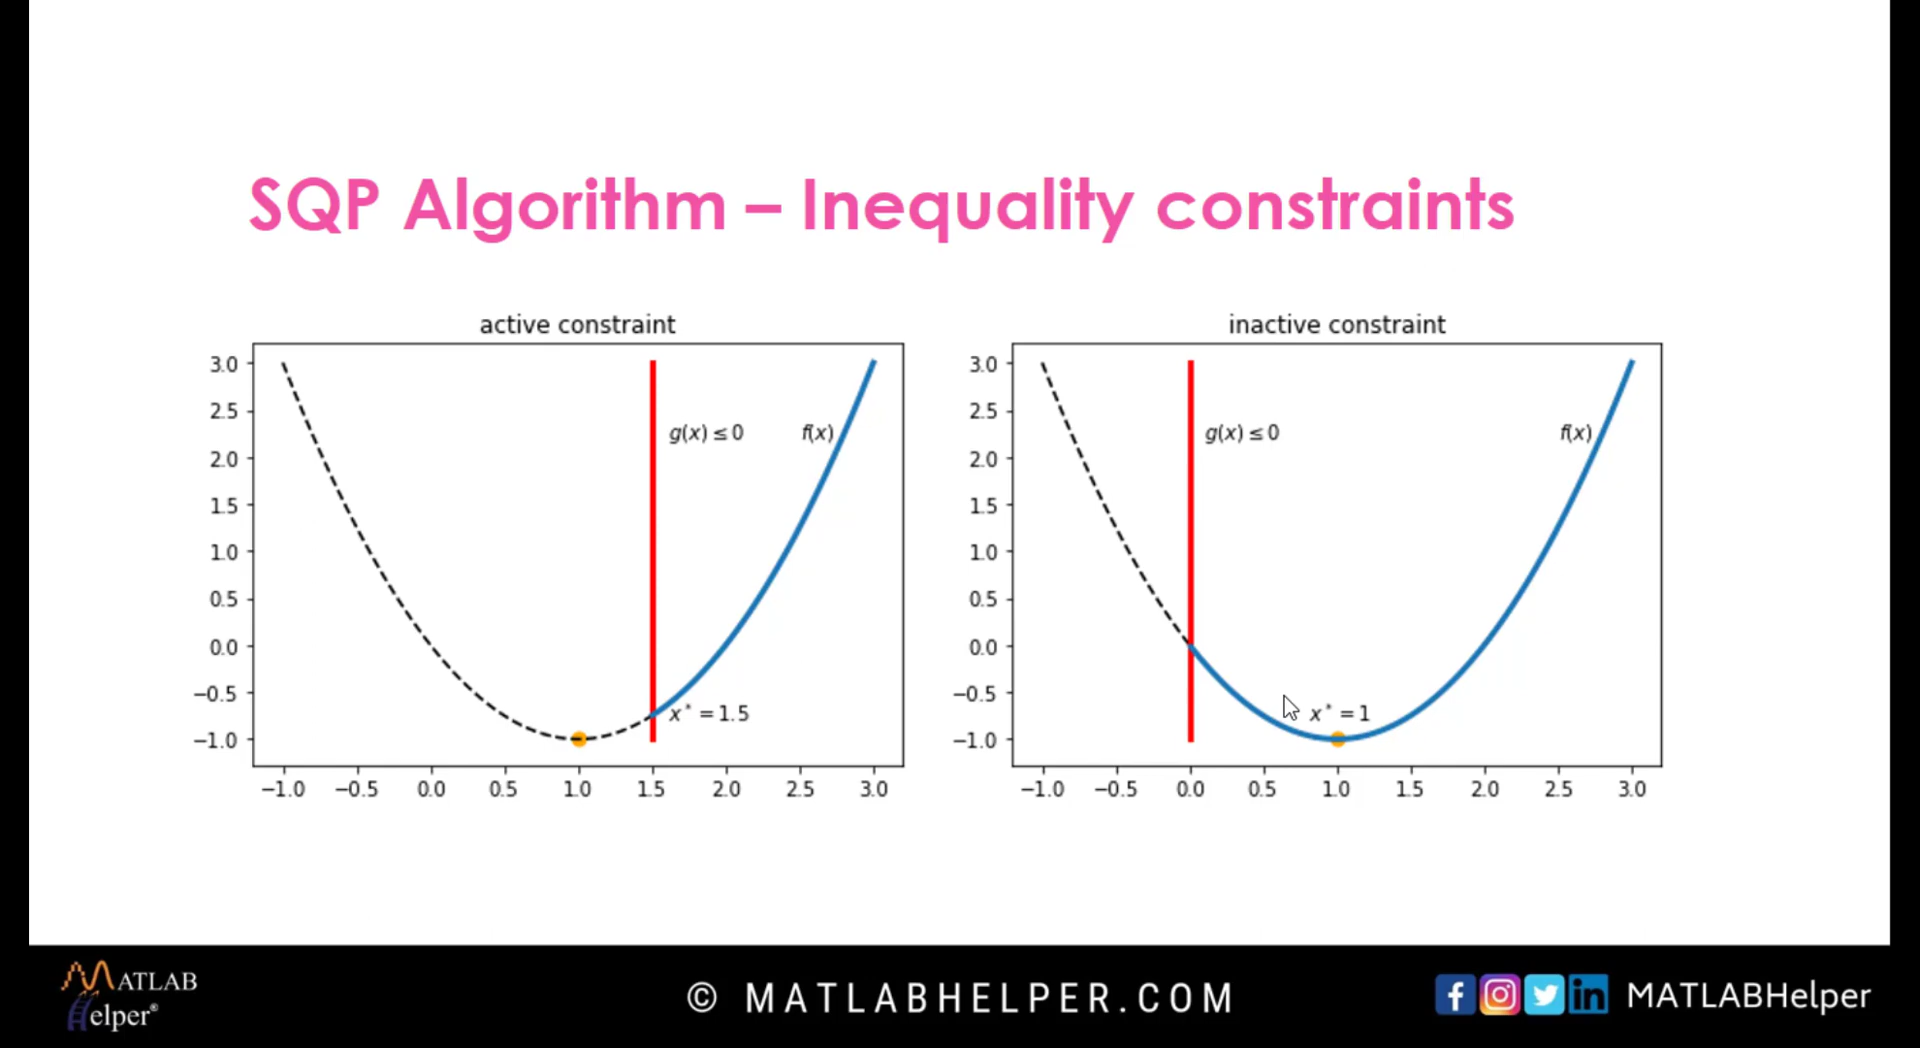 SQP Algorithm – Inequality constraints
active constraint
3.0
2.5
2.0
1.5
1.0
0.5
0.0
−0.5
−1.0
g(x) ≤ 0
f(x)
x* = 1.5
−1.0 −0.5 0.0 0.5 1.0 1.5 2.0 2.5 3.0
inactive constraint
3.0
2.5
2.0
1.5
1.0
0.5
0.0
−0.5
−1.0
g(x) ≤ 0
f(x)
x* = 1
−1.0 −0.5 0.0 0.5 1.0 1.5 2.0 2.5 3.0
MATLAB
Helper®
© MATLABHELPER.COM
MATLABHelper